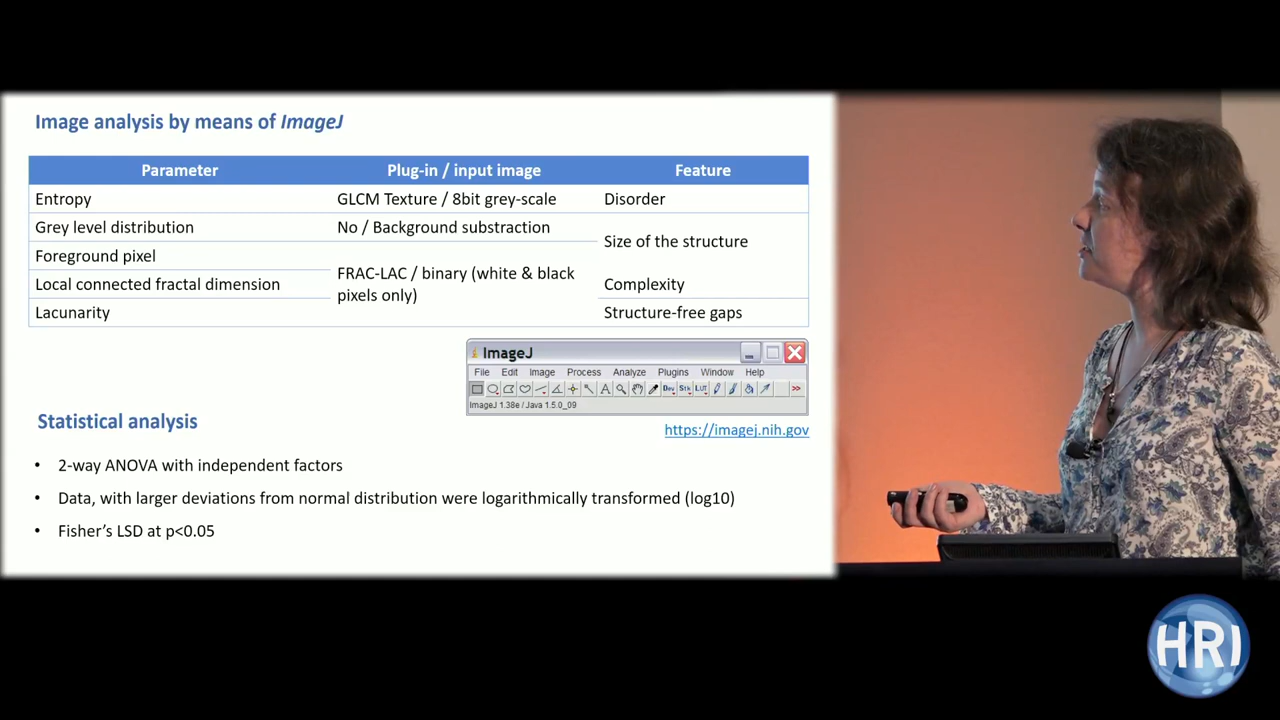 Image analysis by means of ImageJ
Parameter Plug-in / input image Feature
Entropy GLCM Texture / 8bit grey-scale Disorder
Grey level distribution No / Background substraction
Size of the structure
Foreground pixel
FRAC-LAC / binary (white & black
pixels only)
Local connected fractal dimension Complexity
Lacunarity Structure-free gaps
ImageJ
File Edit Image Process Analyze Plugins Window Help
A Dev Stk LUT >>
ImageJ 1.38e / Java 1.5.0_09
https://imagej.nih.gov
Statistical analysis
• 2-way ANOVA with independent factors
• Data, with larger deviations from normal distribution were logarithmically transformed (log10)
• Fisher's LSD at p<0.05
HRI